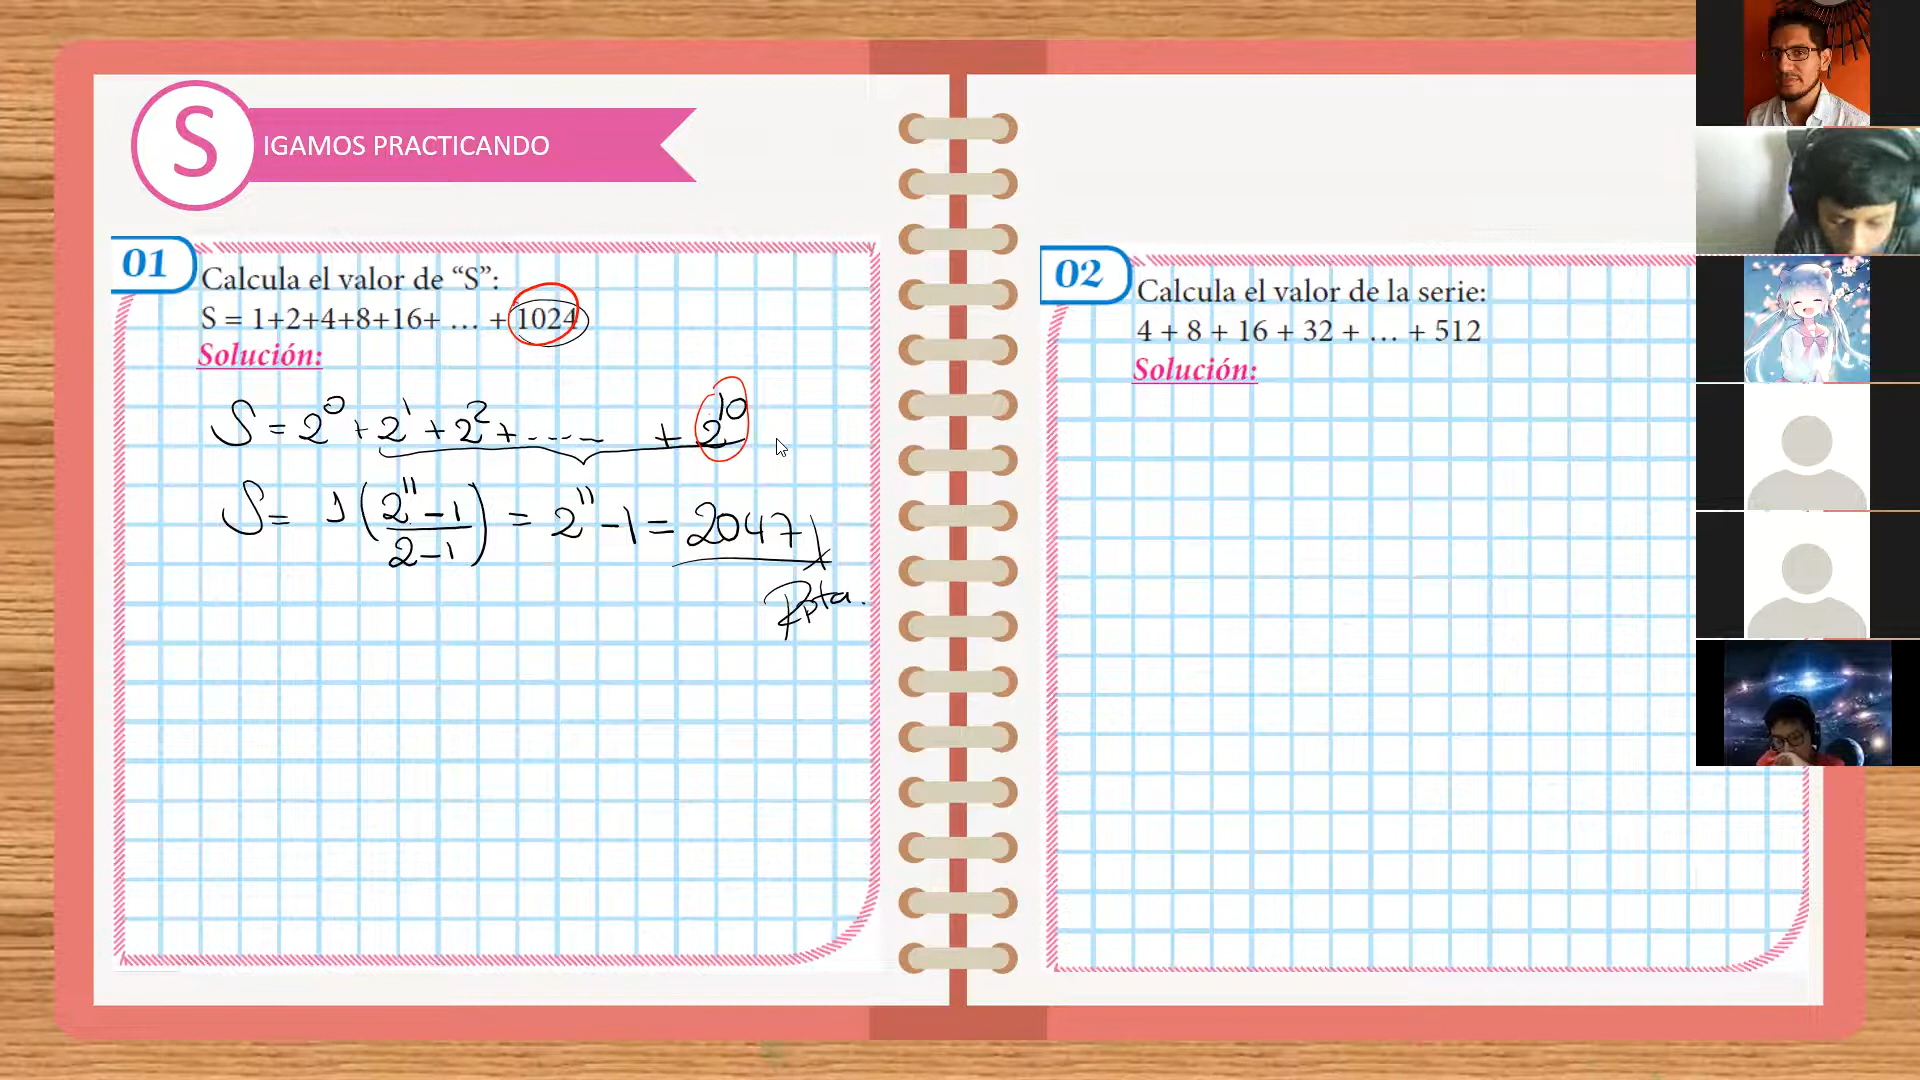 S IGAMOS PRACTICANDO
01
Calcula el valor de “S”:
S = 1+2+4+8+16+ … + 1024
Solución:
S = 2⁰ + 2¹ + 2² + ---- + 2¹⁰
S = 1 ( 2¹¹ - 1 / 2 - 1 ) = 2¹¹ - 1 = 2047
Rpta.
02
Calcula el valor de la serie:
4 + 8 + 16 + 32 + … + 512
Solución: